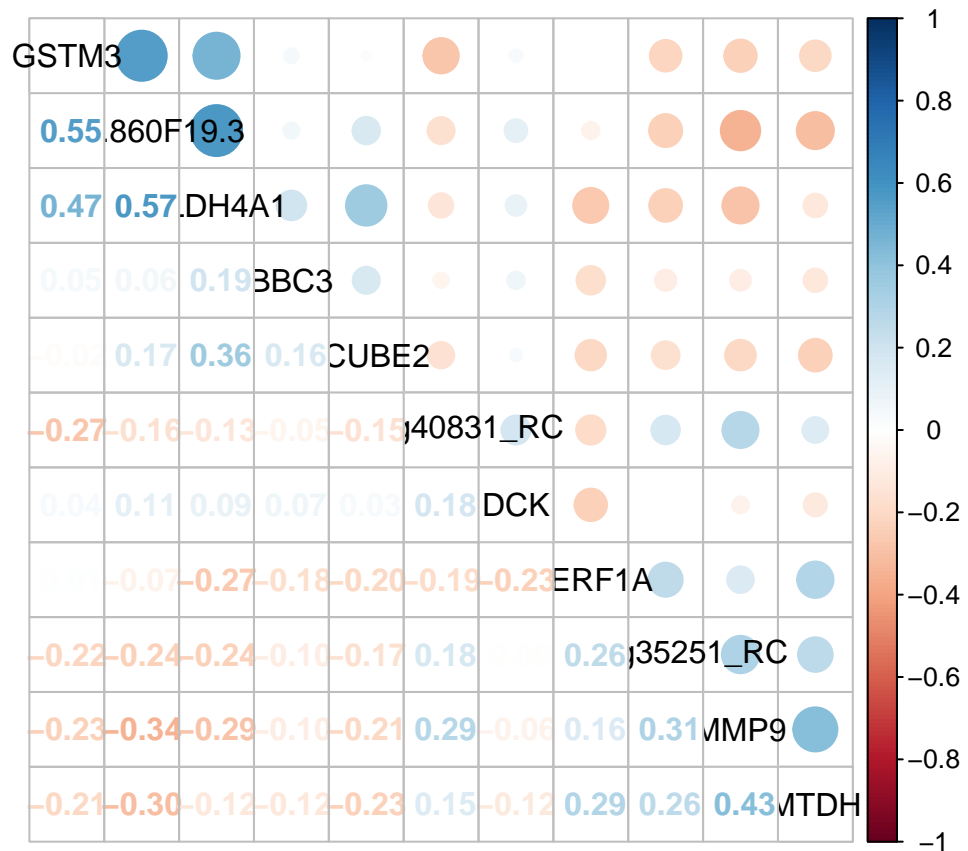 GSTM3 1
0.8
0.55 .860F19.3
0.6
0.47 0.57 .DH4A1
0.4
0.05 0.06 0.19 BBC3
0.2
−0.02 0.17 0.36 0.16 CUBE2
−0.27 −0.16 −0.13 −0.05 −0.15 g40831_RC 0
0.04 0.11 0.09 0.07 0.03 0.18 DCK
−0.2
−0.07 −0.27 −0.18 −0.20 −0.19 −0.23 ERF1A
−0.4
−0.22 −0.24 −0.24 −0.10 −0.17 0.18 0.26 g35251_RC
−0.6
−0.23 −0.34 −0.29 −0.10 −0.21 0.29 −0.06 0.16 0.31 MMP9
−0.8
−0.21 −0.30 −0.12 −0.12 −0.23 0.15 −0.12 0.29 0.26 0.43 MTDH
−1